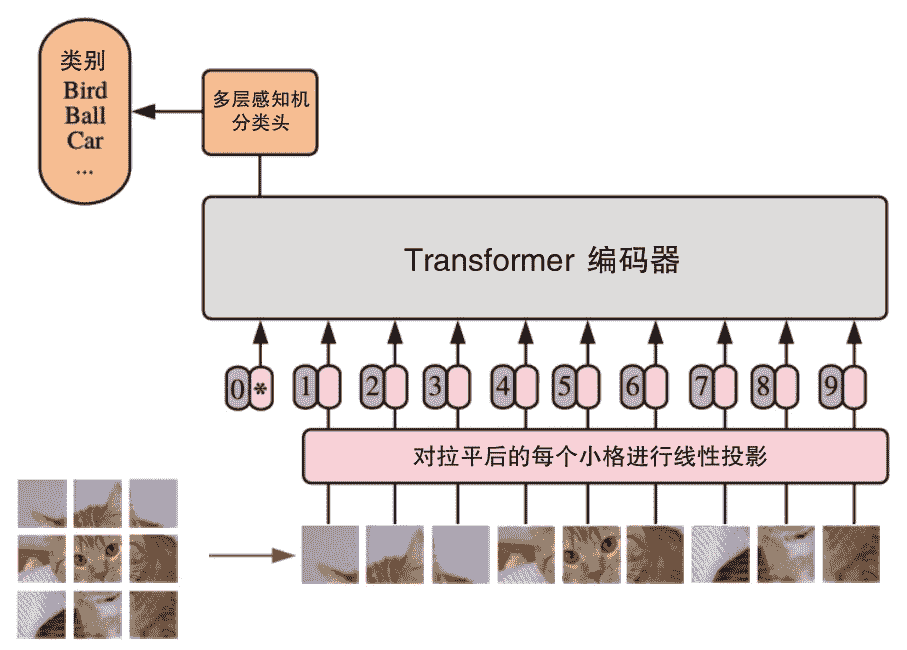 类别
Bird
Ball
Car
...
多层感知机
分类头
Transformer 编码器
0 * 1 2 3 4 5 6 7 8 9
对拉平后的每个小格进行线性投影